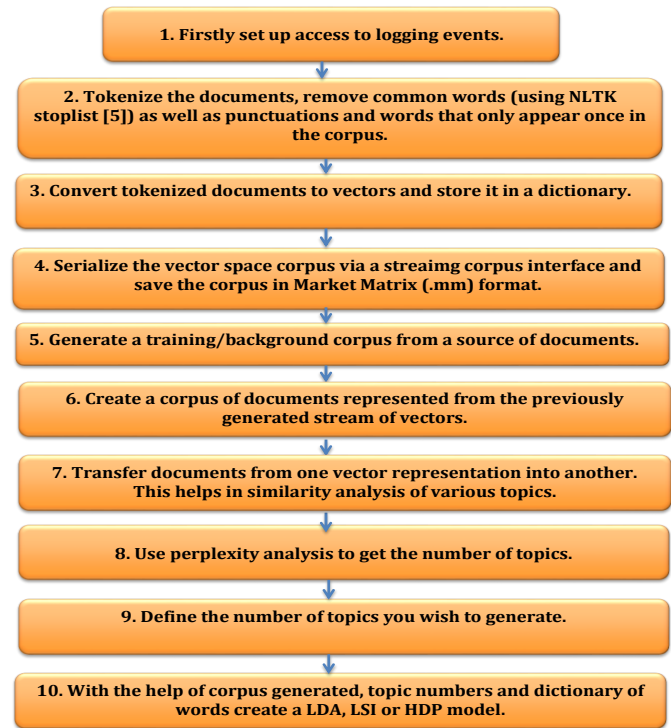 1. Firstly set up access to logging events.
2. Tokenize the documents, remove common words (using NLTK
stoplist [5]) as well as punctuations and words that only appear once in
the corpus.
3. Convert tokenized documents to vectors and store it in a dictionary.
4. Serialize the vector space corpus via a streaimg corpus interface and
save the corpus in Market Matrix (.mm) format.
5. Generate a training/background corpus from a source of documents.
6. Create a corpus of documents represented from the previously
generated stream of vectors.
7. Transfer documents from one vector representation into another.
This helps in similarity analysis of various topics.
8. Use perplexity analysis to get the number of topics.
9. Define the number of topics you wish to generate.
10. With the help of corpus generated, topic numbers and dictionary of
words create a LDA, LSI or HDP model.